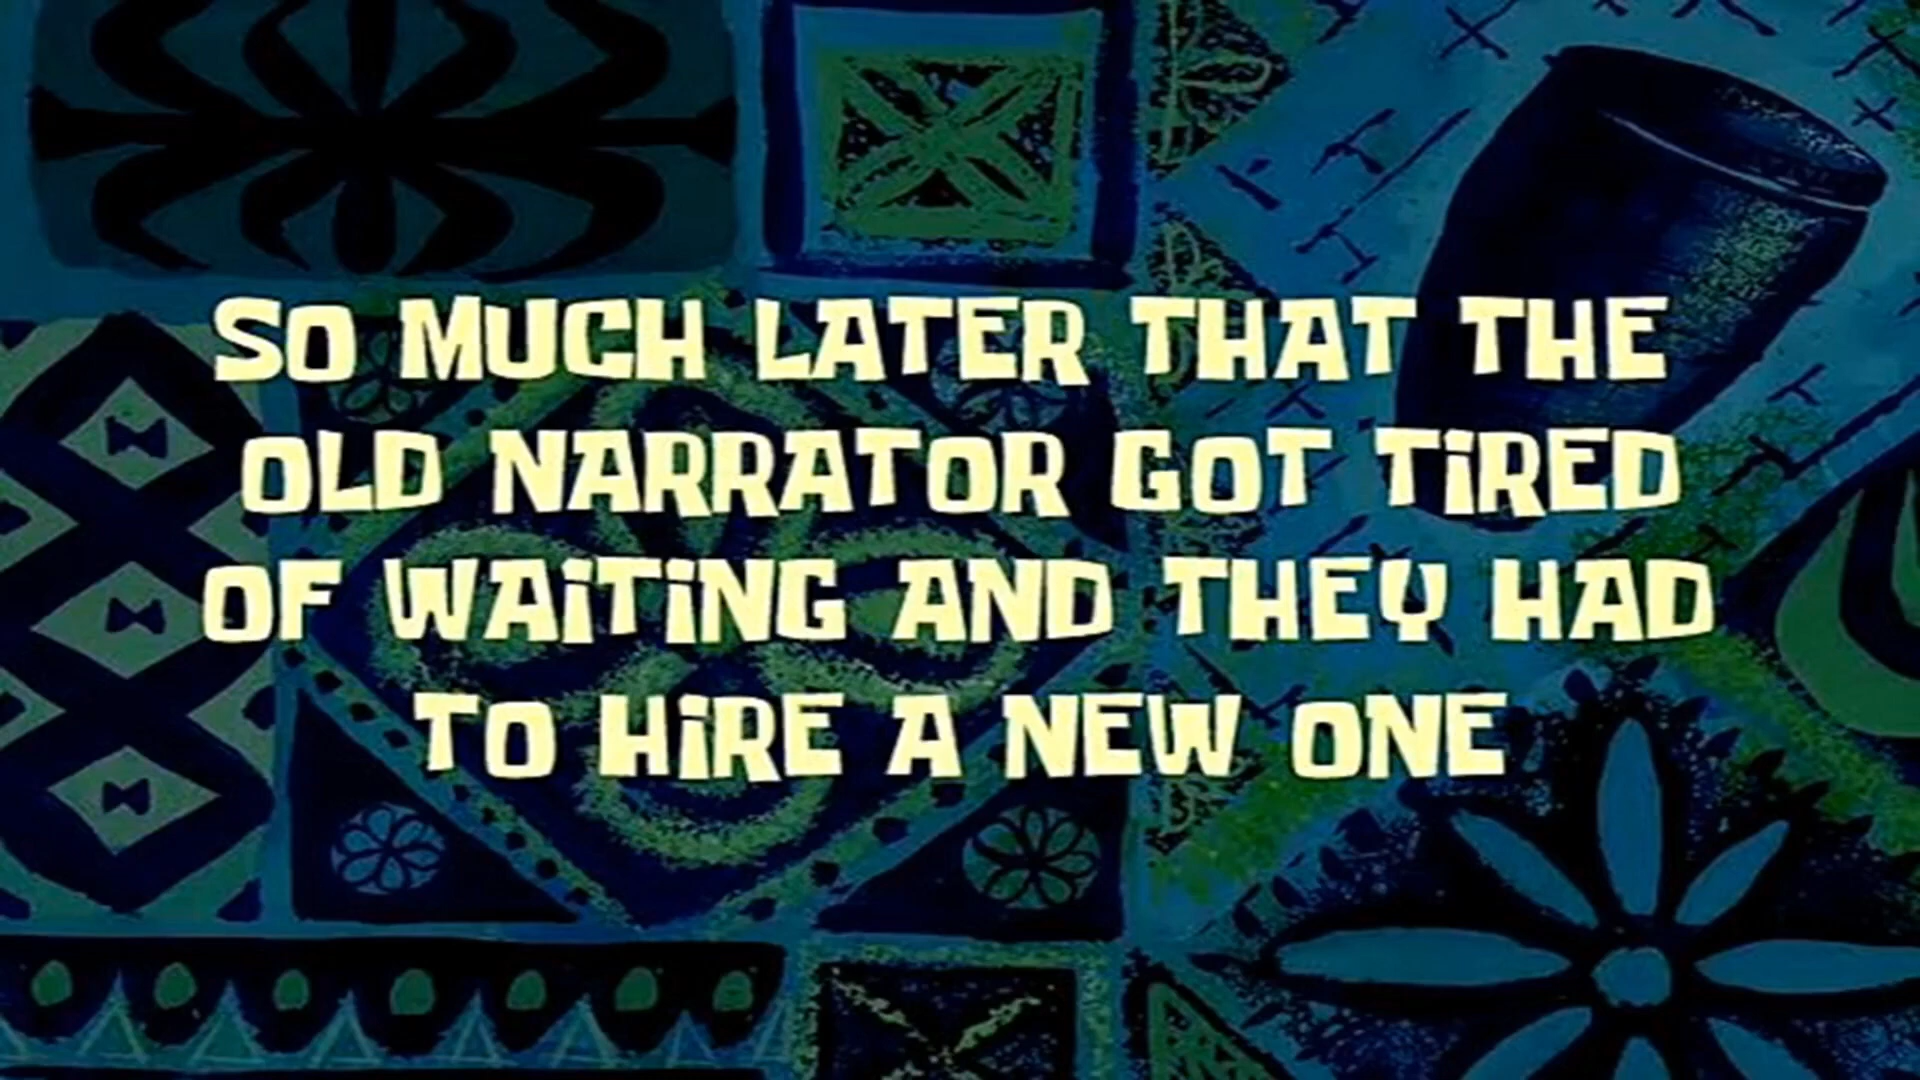 SO MUCH LATER THAT THE
OLD NARRATOR GOT TiRED
OF WAiTiNG AND THEY HAD
TO HiRE A NEW ONE